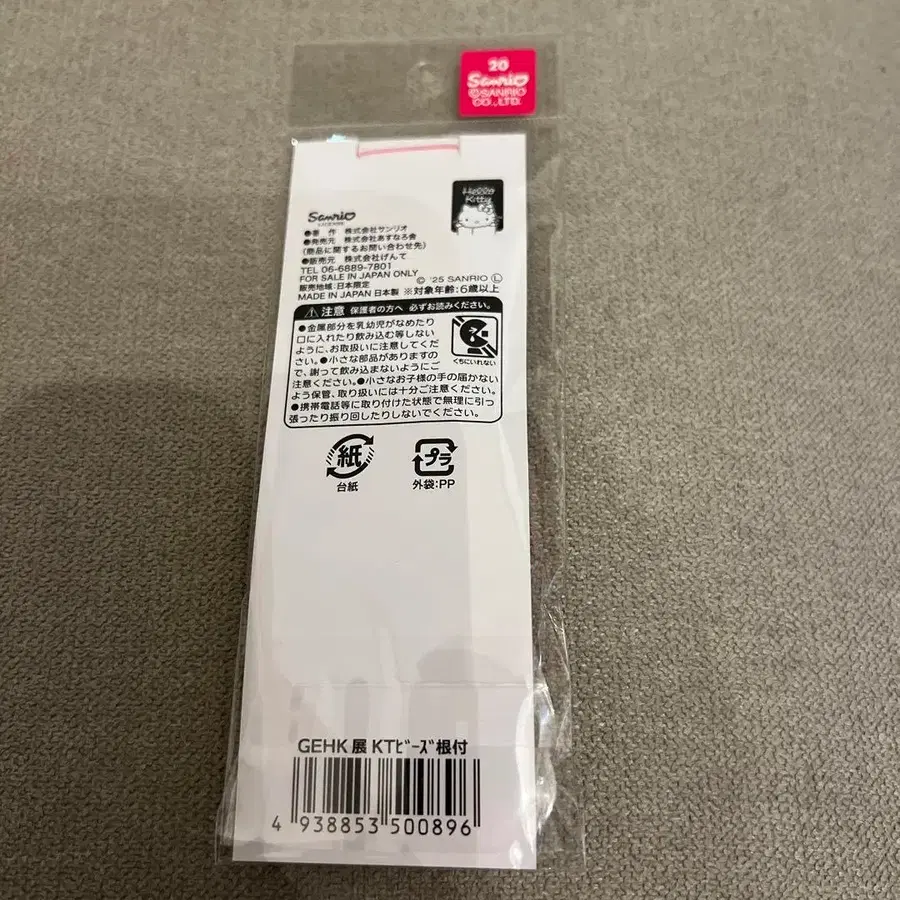 20
Sanrio
©SANRIO
CO.,LTD.
Hello
Kitty
Sanrio
LICENSE
●著 作 株式会社サンリオ
●発売元 株式会社あすなろ舎
(商品に関するお問い合わせ先)
●販売元 株式会社げんて
TEL 06-6889-7801
FOR SALE IN JAPAN ONLY
販売地域:日本限定
© '25 SANRIO Ⓛ
MADE IN JAPAN 日本製 ※対象年齢:6歳以上
⚠注意 保護者の方へ 必ずお読みください。
●金属部分を乳幼児がなめたり
口に入れたり飲み込む等しない
ように、お取扱いに注意してくだ
さい。●小さな部品がありますの
で、謝って飲み込まないようにご
注意ください。●小さなお子様の手の届かない
よう保管、取り扱いには十分ご注意ください。
●携帯電話等に取り付けた状態で無理に引っ
張ったり振り回したりしないでください。
くちにいれない
紙
台紙
プラ
外袋:PP
GEHK 展 KTビーズ根付
4 938853 500896